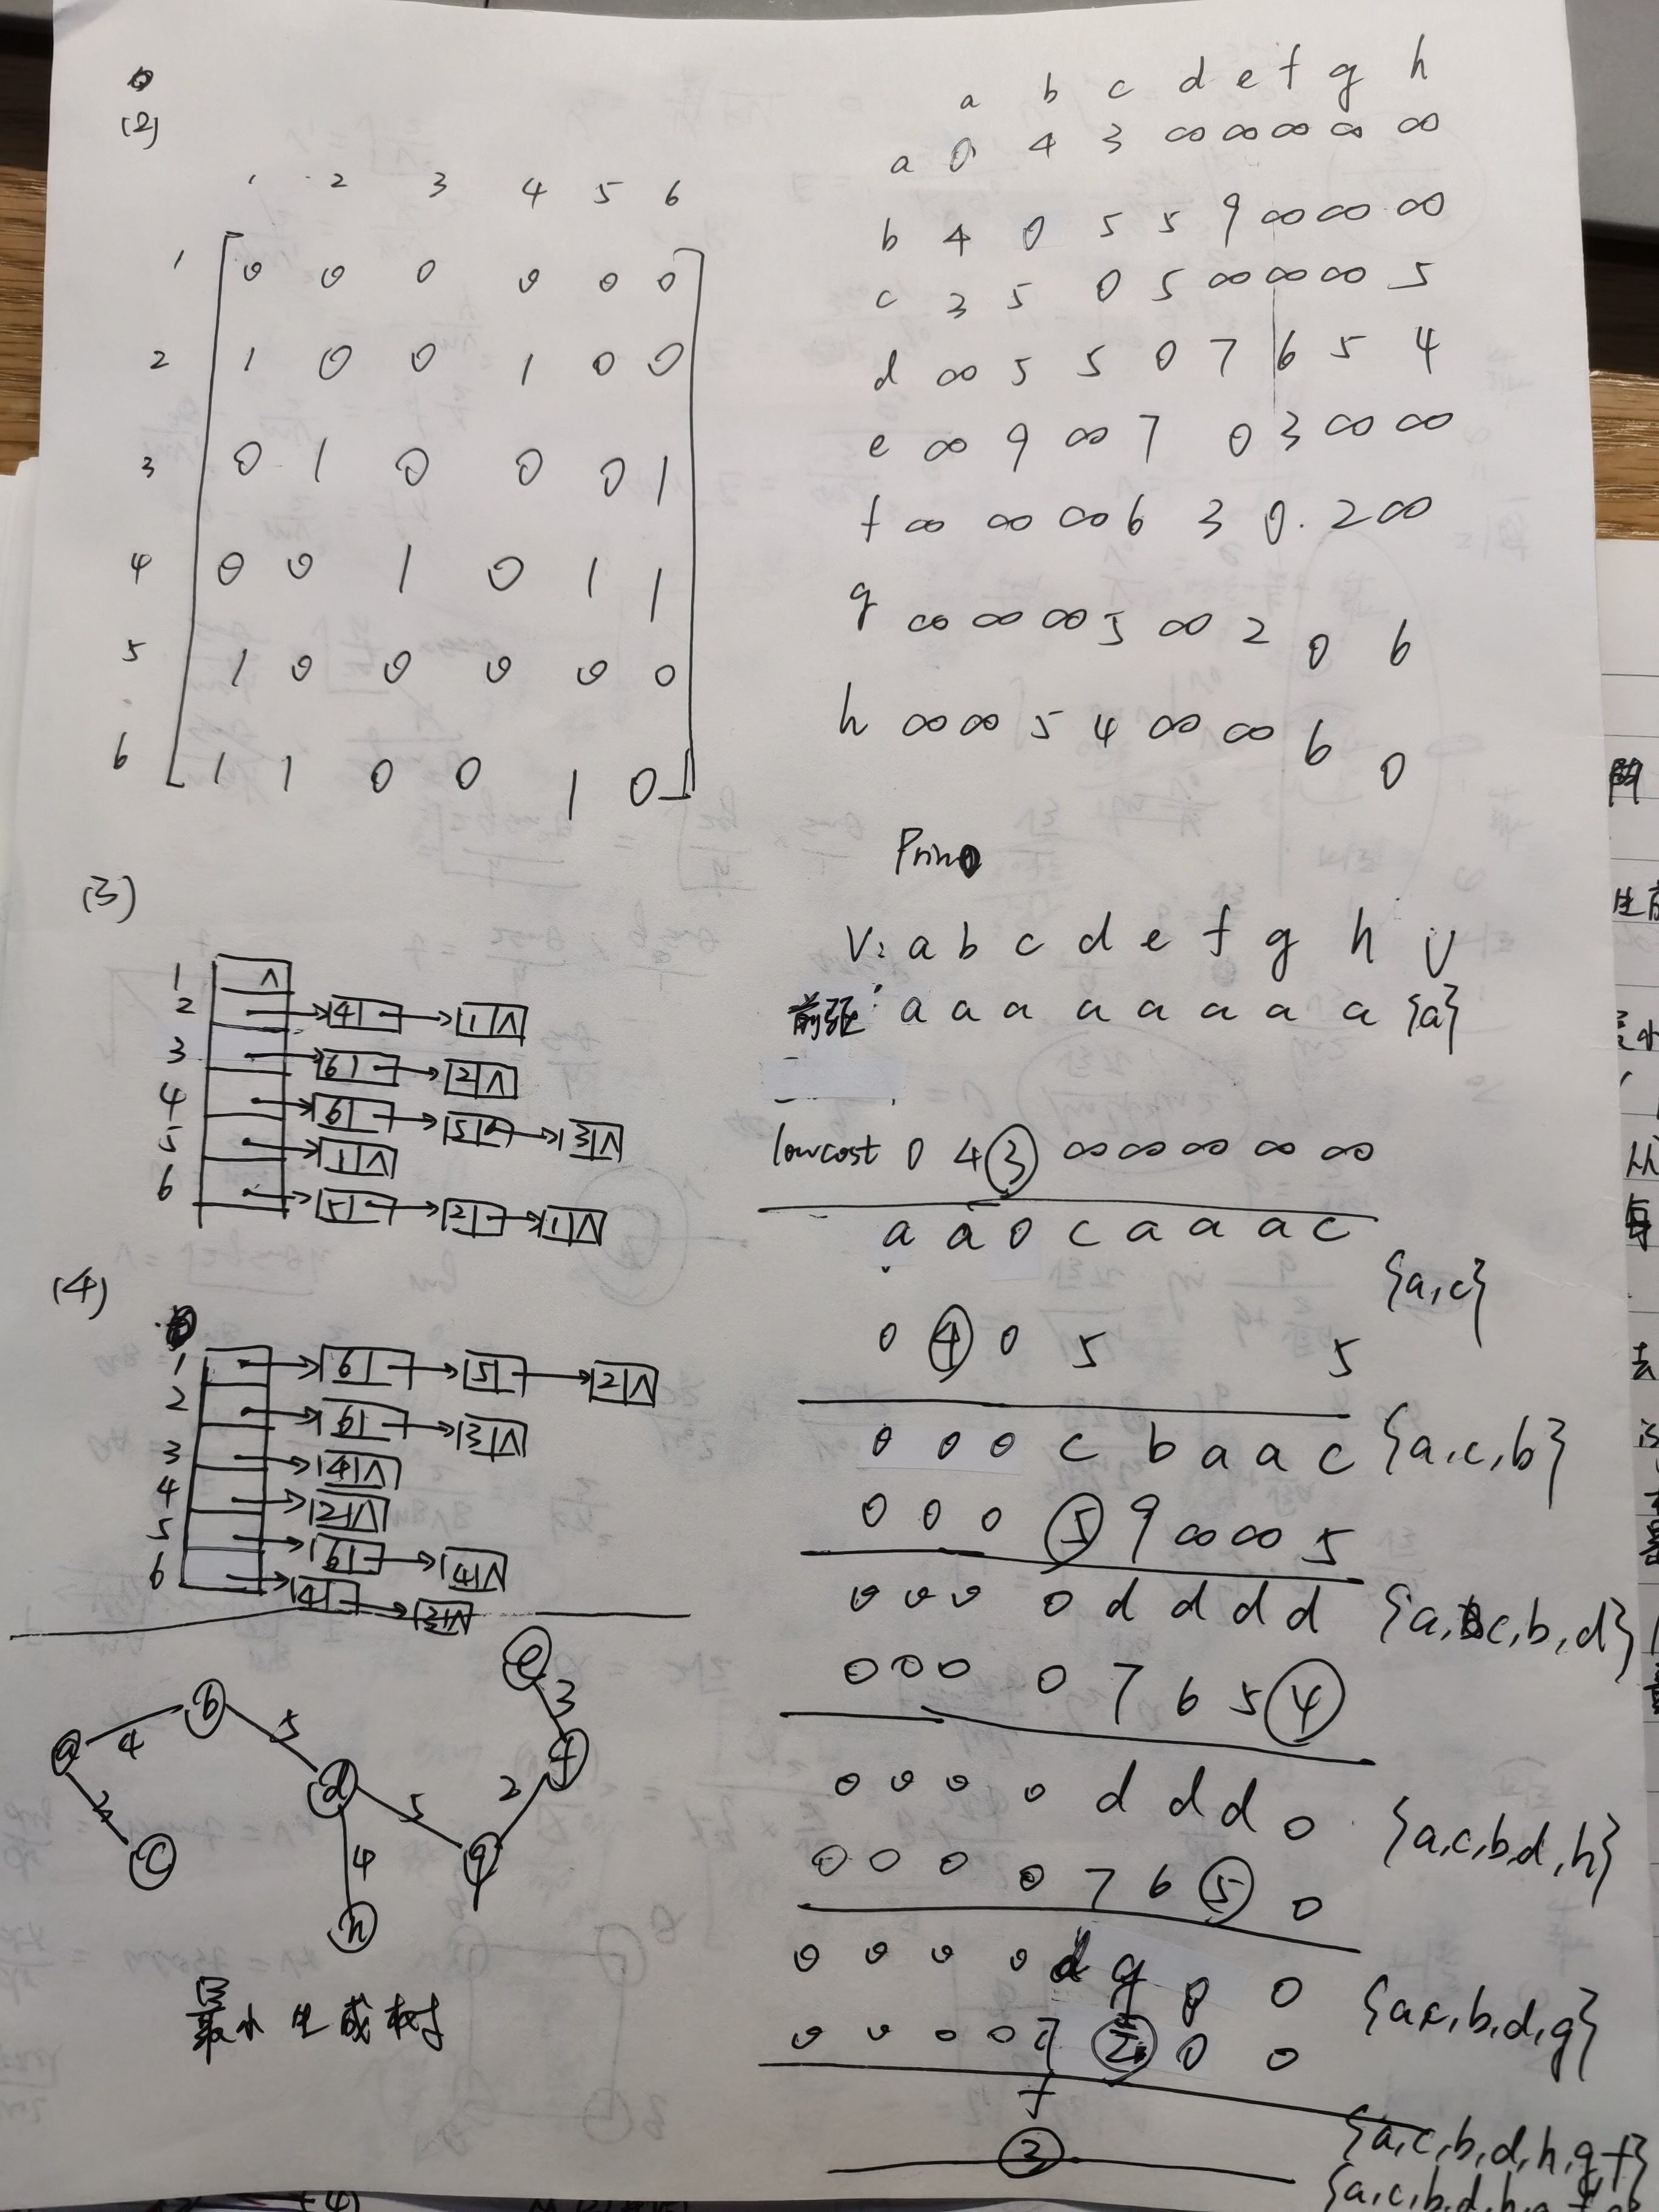 (2)
1 2 3 4 5 6
1 0 0 0 0 0 0
2 1 0 0 1 0 0
3 0 1 0 0 0 1
4 0 0 1 0 1 1
5 1 0 0 0 0 0
6 1 1 0 0 1 0
(3)
1 ∧
2 4 1 ∧
3 6 2 ∧
4 6 5 3 ∧
5 1 ∧
6 5 2 1 ∧
(4)
1 6 5 2 ∧
2 6 3 ∧
3 4 ∧
4 2 ∧
5 6 4 ∧
6 4 3 ∧
e
3
a 4 b 5 d 5 g 2 f
3
c
4
h
最小生成树
a b c d e f g h
a 0 4 3 ∞ ∞ ∞ ∞ ∞
b 4 0 5 5 9 ∞ ∞ ∞
c 3 5 0 5 ∞ ∞ ∞ 5
d ∞ 5 5 0 7 6 5 4
e ∞ 9 ∞ 7 0 3 ∞ ∞
f ∞ ∞ ∞ 6 3 0 2 ∞
g ∞ ∞ ∞ 5 ∞ 2 0 6
h ∞ ∞ 5 4 ∞ ∞ 6 0
V: a b c d e f g h U
前驱: a a a a a a a a {a}
lowcost 0 4 3 ∞ ∞ ∞ ∞ ∞
a a 0 c a a a c
{a,c}
0 4 0 5 5
0 0 0 c b a a c {a,c,b}
0 0 0 5 9 ∞ ∞ 5
0 0 0 0 d d d d {a,c,b,d}
0 0 0 0 7 6 5 4
0 0 0 0 d d d 0 {a,c,b,d,h}
0 0 0 0 7 6 5 0
0 0 0 0 d g 0 0 {a,c,b,d,g}
0 0 0 0 7 2 0 0
f
{a,c,b,d,h,g,f}
3